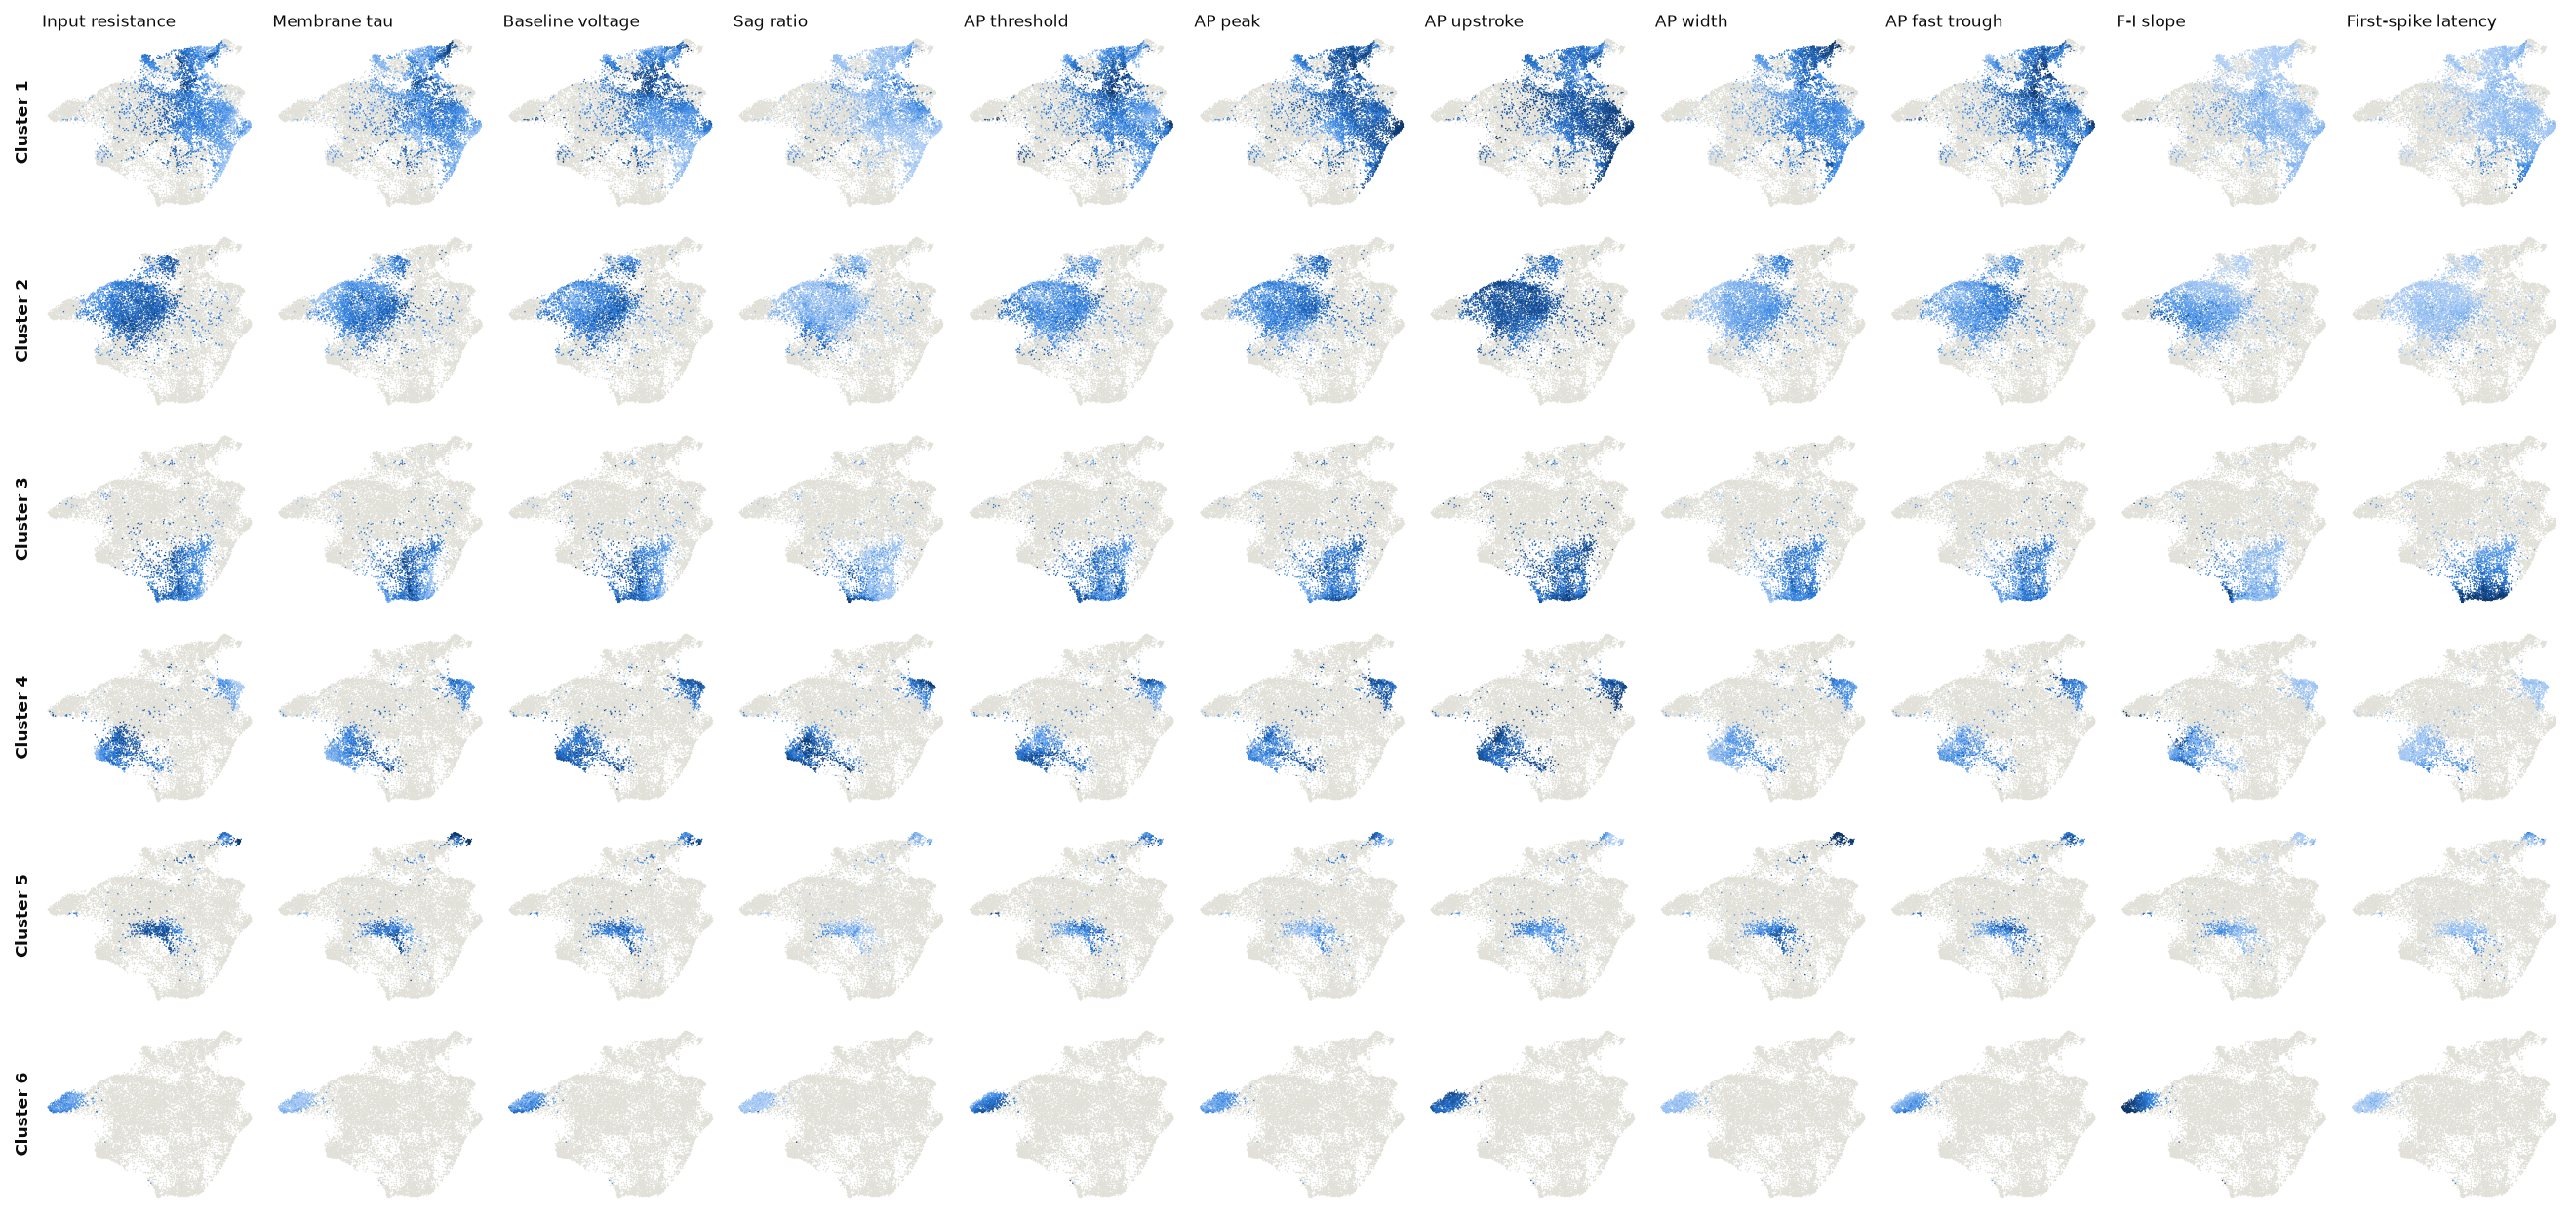 Input resistance
Membrane tau
Baseline voltage
Sag ratio
AP threshold
AP peak
AP upstroke
AP width
AP fast trough
F-I slope
First-spike latency
Cluster 1
Cluster 2
Cluster 3
Cluster 4
Cluster 5
Cluster 6